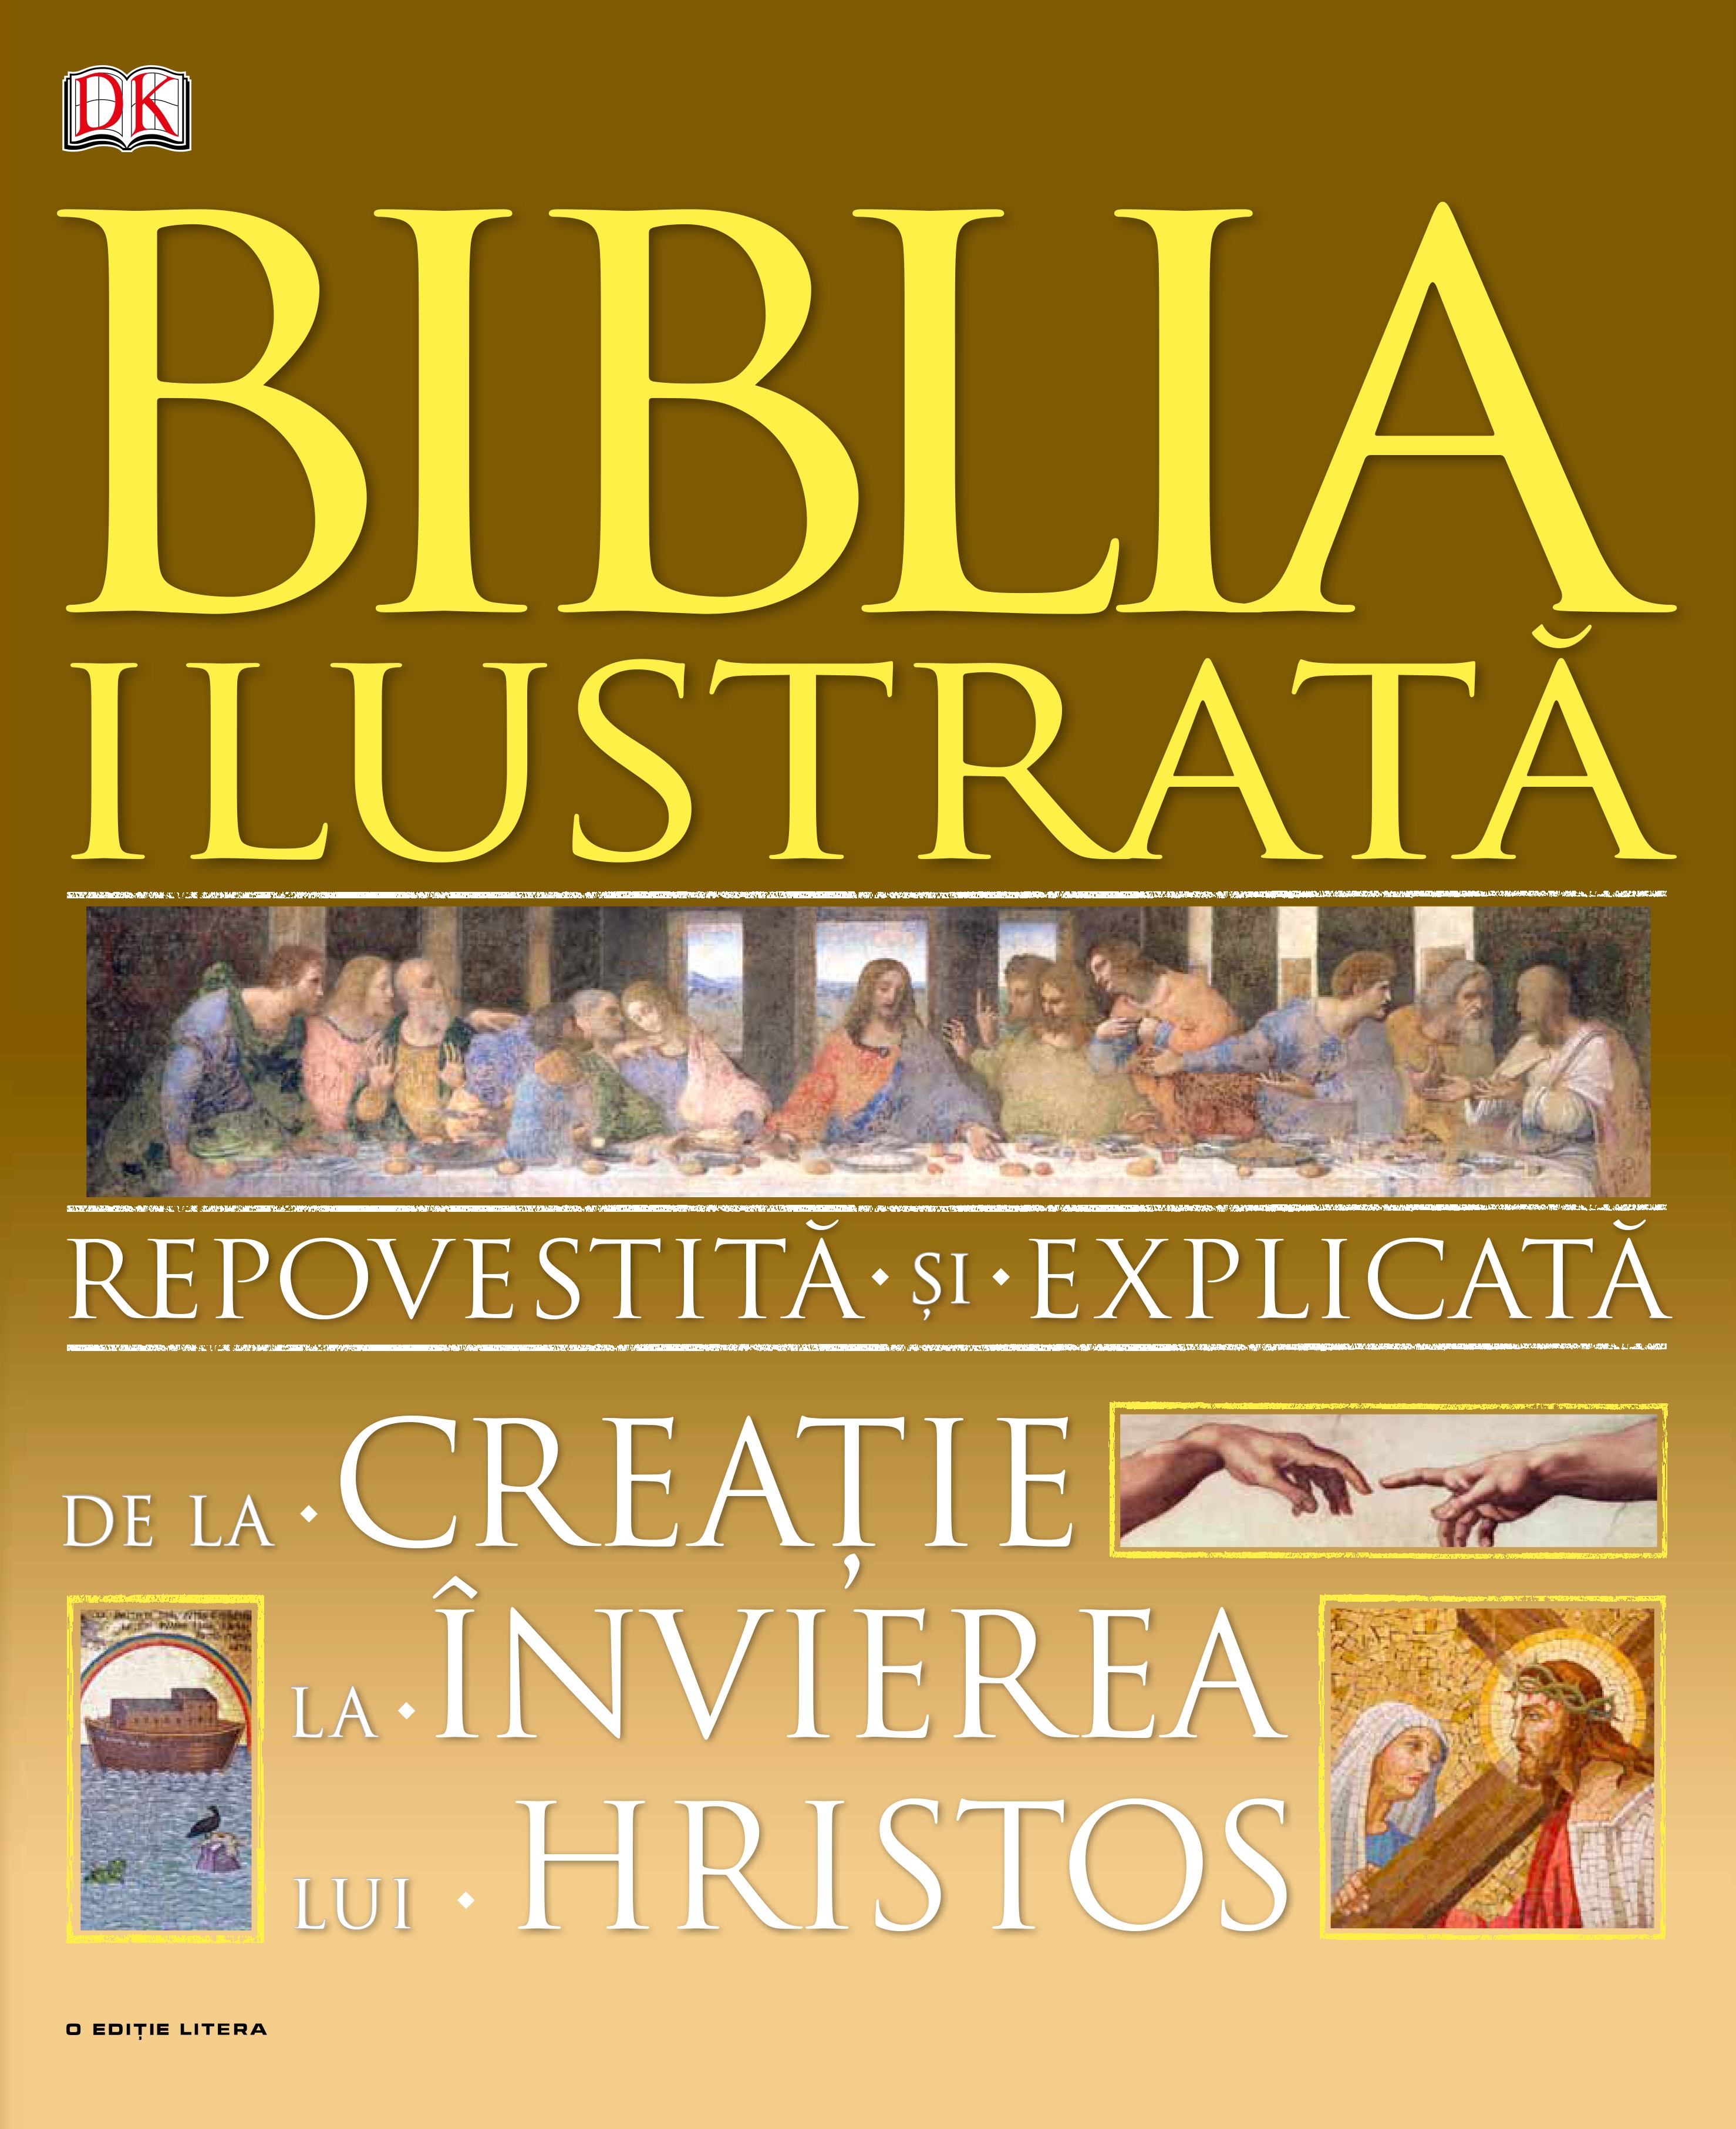 DK
BIBLIA
ILUSTRATĂ
REPOVESTITĂ · ȘI · EXPLICATĂ
DE LA · CREAȚIE
LA · ÎNVIEREA
LUI · HRISTOS
O EDIȚIE LITERA